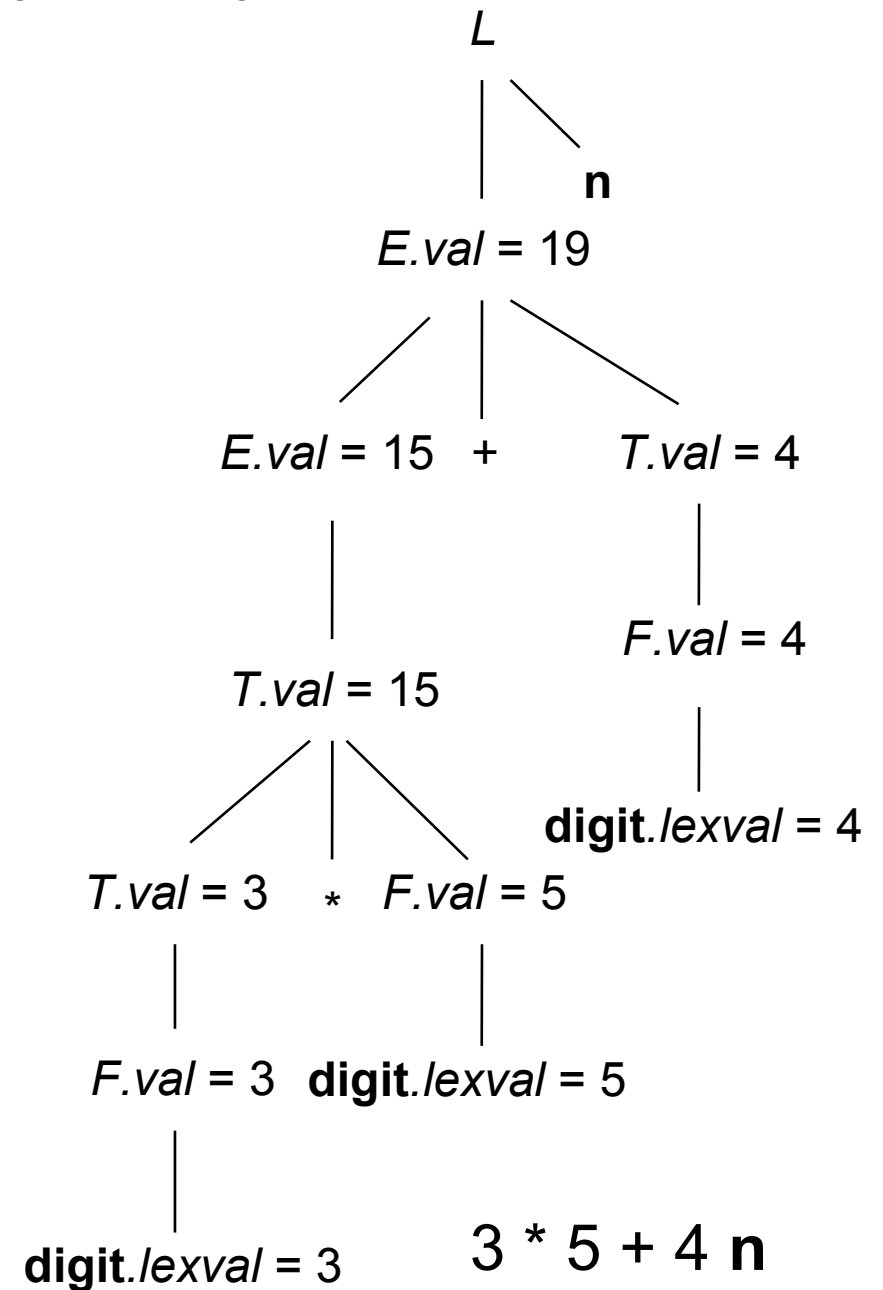 L
n
E.val = 19
E.val = 15 + T.val = 4
F.val = 4
T.val = 15
digit.lexval = 4
T.val = 3 * F.val = 5
F.val = 3 digit.lexval = 5
3 * 5 + 4 n
digit.lexval = 3